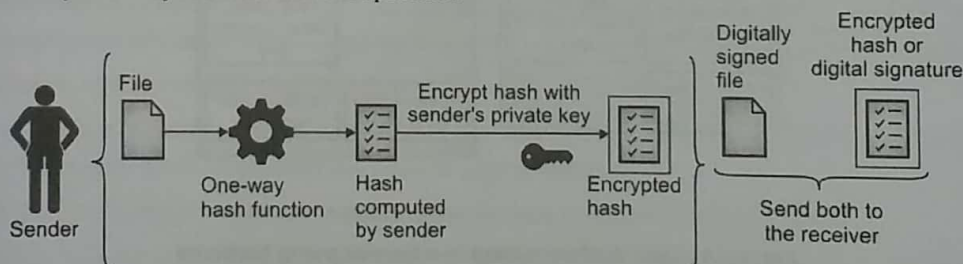 File
Encrypt hash with
sender's private key
Digitally
signed
file
Encrypted
hash or
digital signature
Sender
One-way
hash function
Hash
computed
by sender
Encrypted
hash
Send both to
the receiver